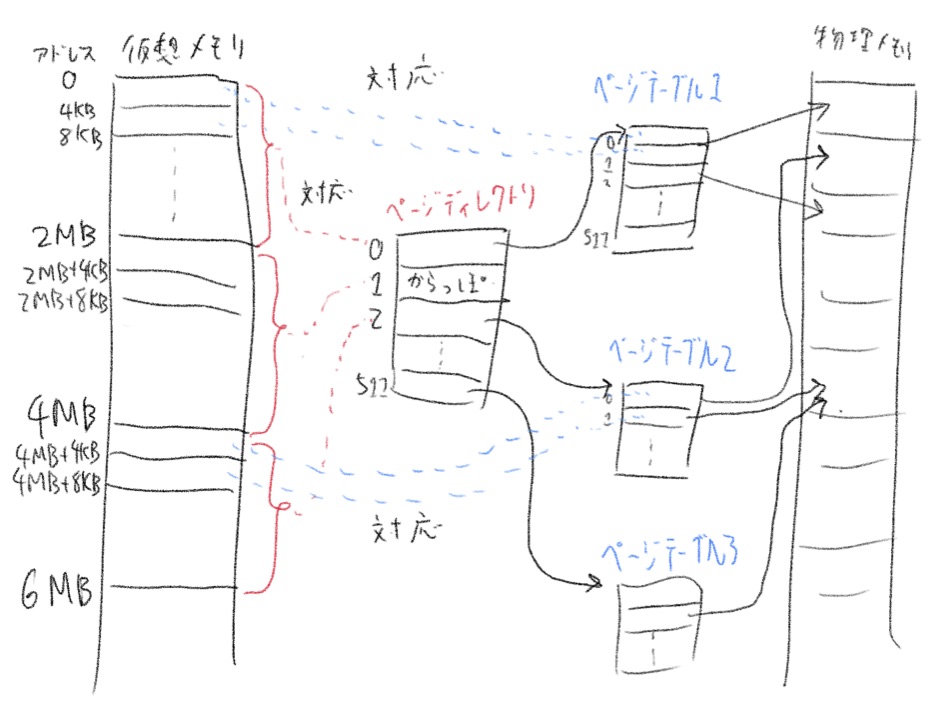 アドレス
仮想メモリ
0
4KB
8KB
2MB
2MB+4KB
2MB+8KB
4MB
4MB+4KB
4MB+8KB
6MB
対応
対応
ページディレクトリ
0
1 からっぽ
2
511
対応
ページテーブル1
0
1
2
511
ページテーブル2
0
1
ページテーブル3
物理メモリ